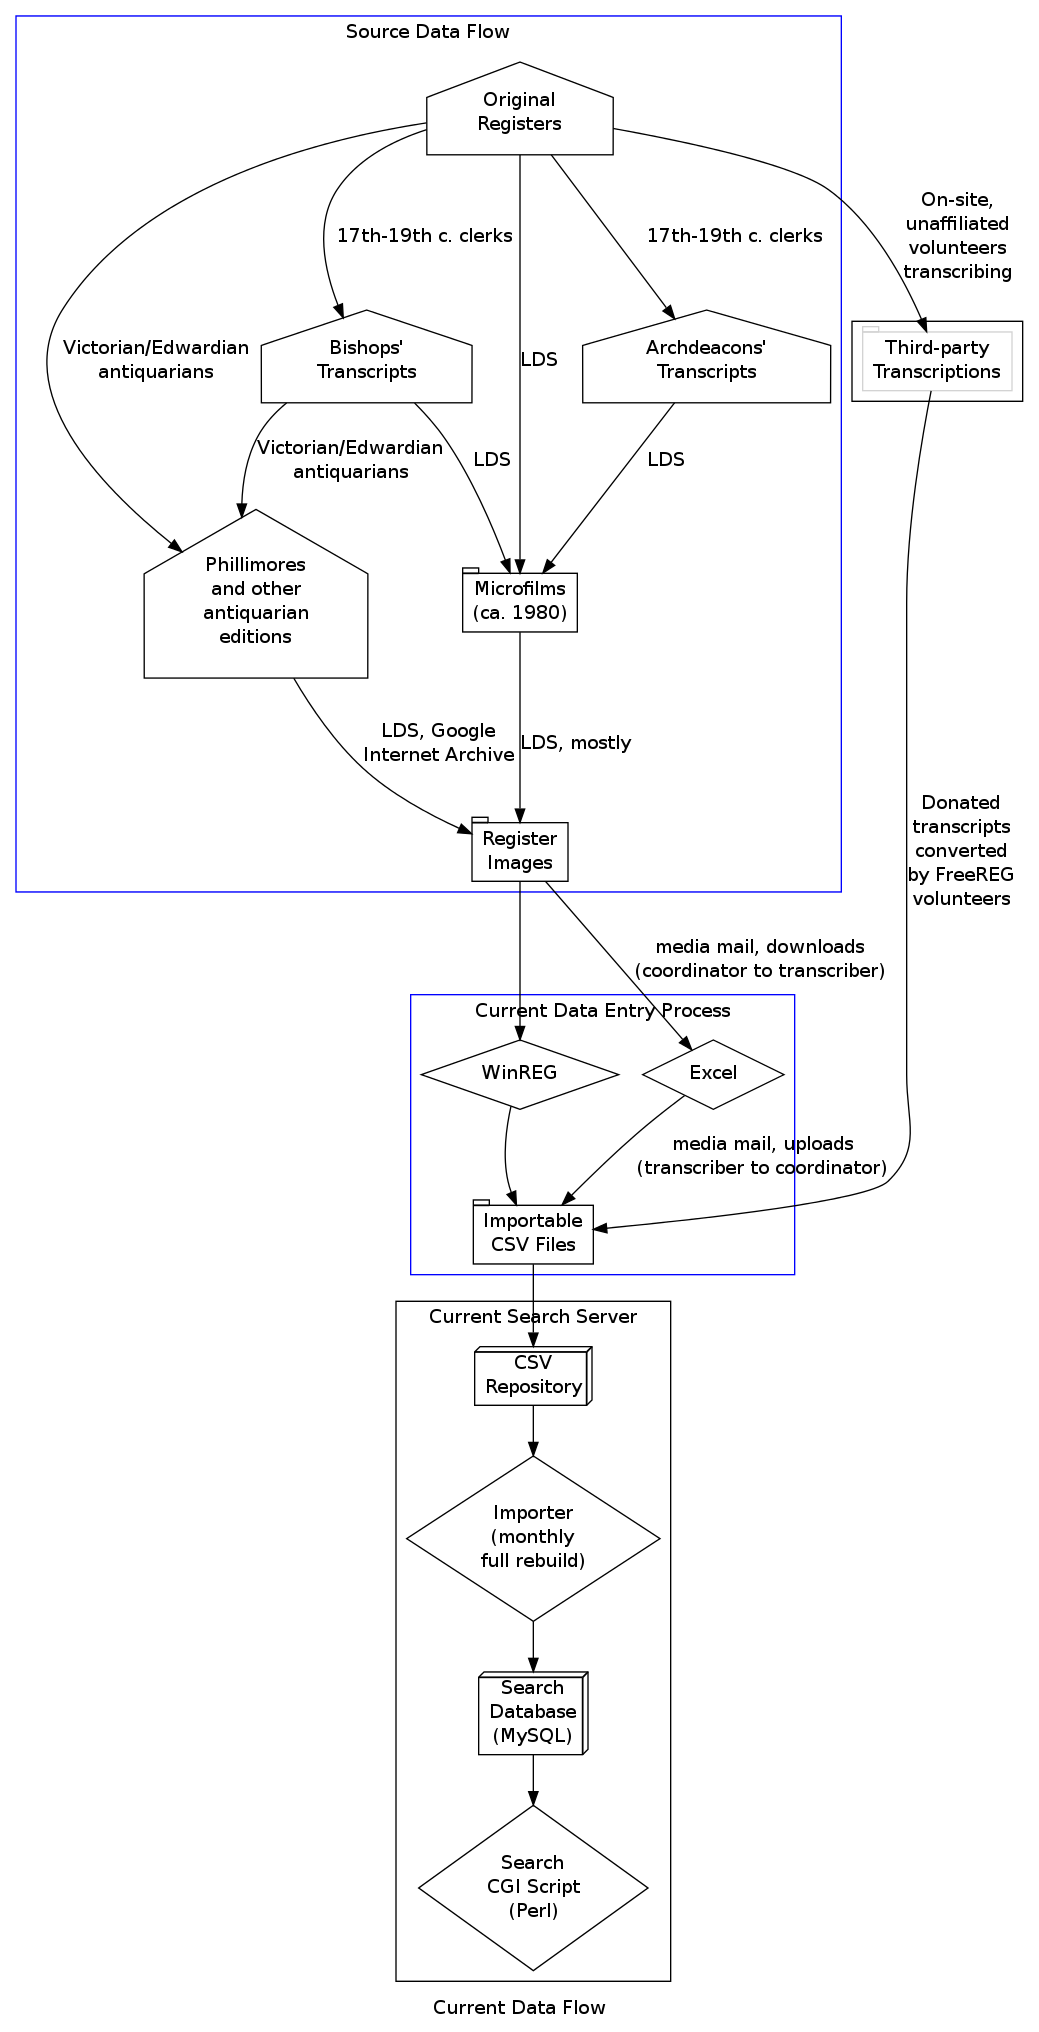 Source Data Flow
Original
Registers
On-site,
unaffiliated
volunteers
transcribing
17th-19th c. clerks
17th-19th c. clerks
Victorian/Edwardian
antiquarians
Bishops'
Transcripts
LDS
Archdeacons'
Transcripts
Third-party
Transcriptions
Victorian/Edwardian
antiquarians
LDS
LDS
Phillimores
and other
antiquarian
editions
Microfilms
(ca. 1980)
LDS, Google
Internet Archive
LDS, mostly
Register
Images
Donated
transcripts
converted
by FreeREG
volunteers
media mail, downloads
(coordinator to transcriber)
Current Data Entry Process
WinREG
Excel
media mail, uploads
(transcriber to coordinator)
Importable
CSV Files
Current Search Server
CSV
Repository
Importer
(monthly
full rebuild)
Search
Database
(MySQL)
Search
CGI Script
(Perl)
Current Data Flow